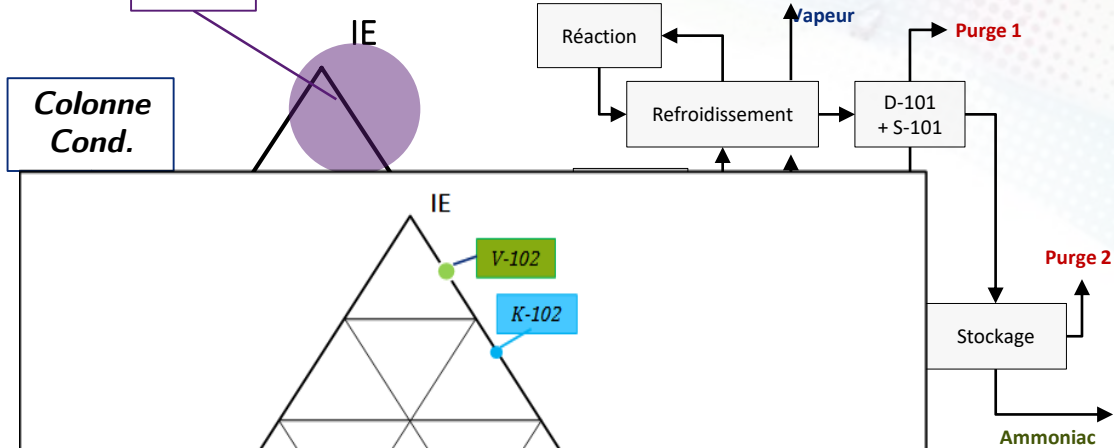 IE
Colonne
Cond.
Réaction
Vapeur
Purge 1
Refroidissement
D-101
+ S-101
IE
V-102
K-102
Purge 2
Stockage
Ammoniac